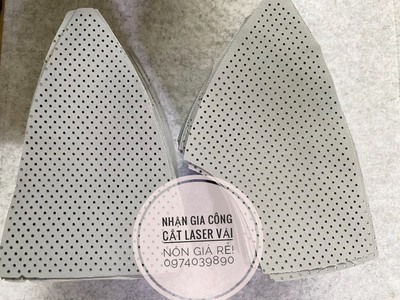 NHẬN GIA CÔNG
CẮT LASER VẢI
NÓN GIÁ RẺ!
0974039890